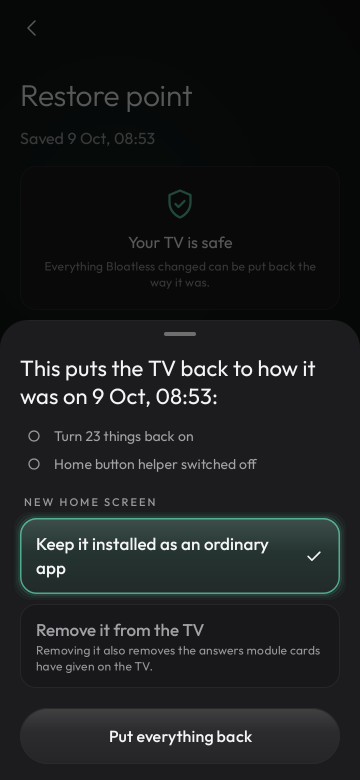 Restore point
Saved 9 Oct, 08:53
Your TV is safe
Everything Bloatless changed can be put back the
way it was.
This puts the TV back to how it
was on 9 Oct, 08:53:
Turn 23 things back on
Home button helper switched off
NEW HOME SCREEN
Keep it installed as an ordinary
app
Remove it from the TV
Removing it also removes the answers module cards
have given on the TV.
Put everything back